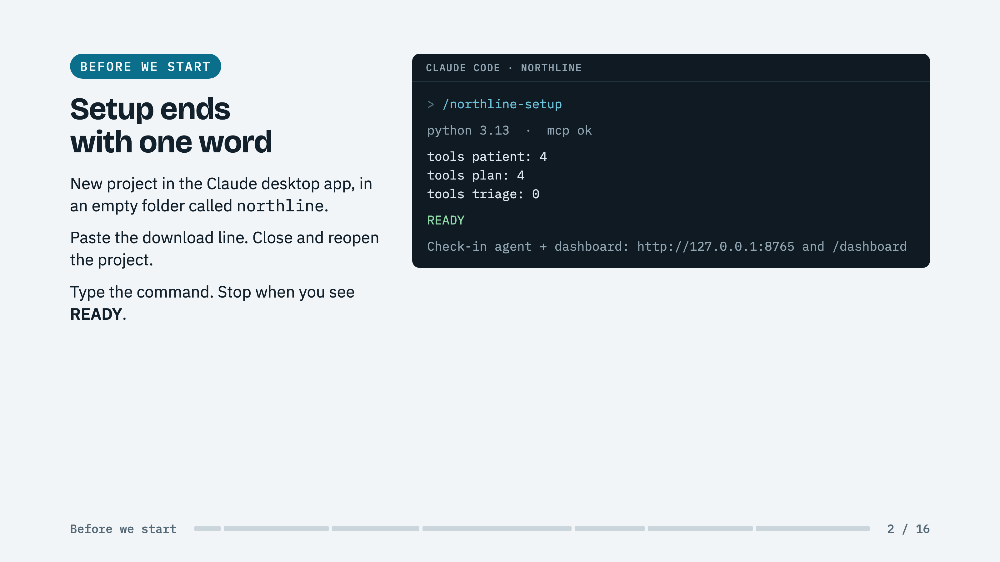 BEFORE WE START
Setup ends
with one word
New project in the Claude desktop app, in
an empty folder called northline.
Paste the download line. Close and reopen
the project.
Type the command. Stop when you see
READY.
CLAUDE CODE · NORTHLINE
> /northline-setup
python 3.13 · mcp ok
tools patient: 4
tools plan: 4
tools triage: 0
READY
Check-in agent + dashboard: http://127.0.0.1:8765 and /dashboard
Before we start
2 / 16